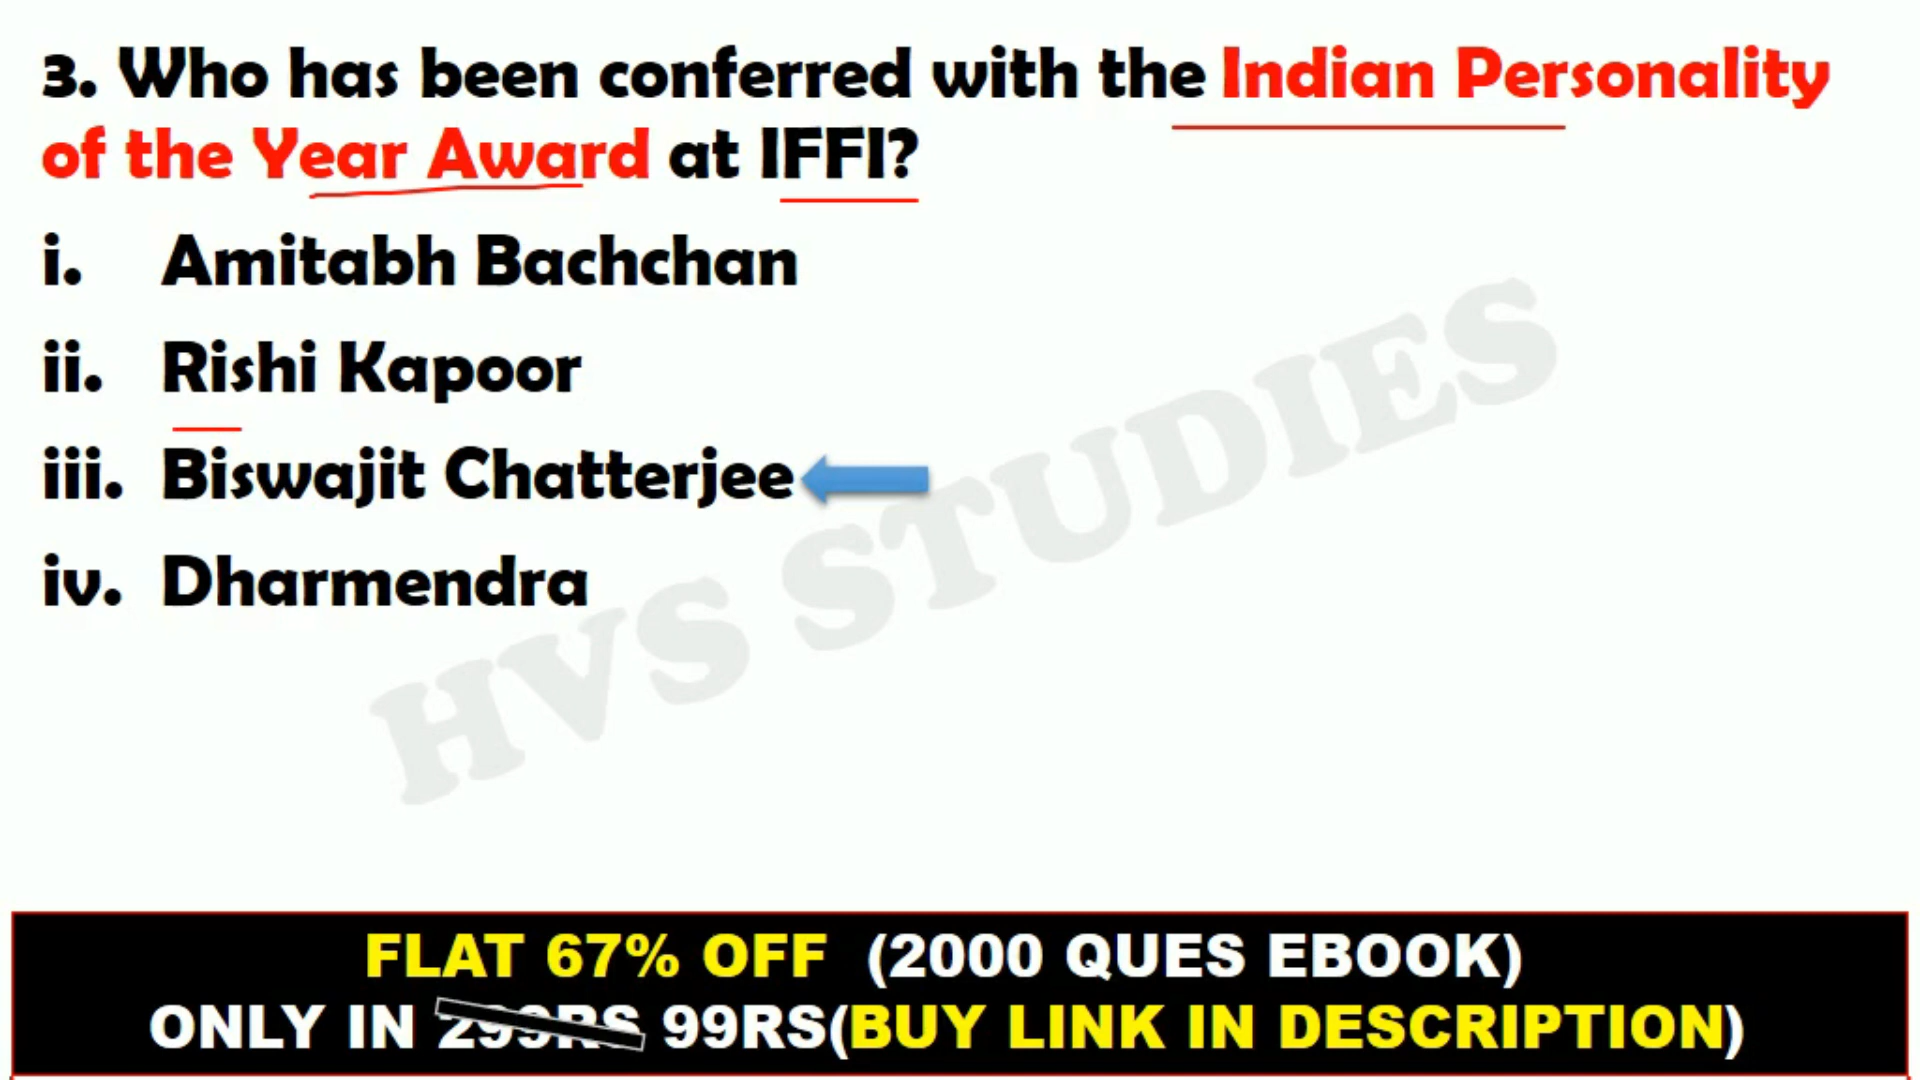 3. Who has been conferred with the Indian Personality
of the Year Award at IFFI?
i. Amitabh Bachchan
ii. Rishi Kapoor
iii. Biswajit Chatterjee
iv. Dharmendra
HVS STUDIES
FLAT 67% OFF (2000 QUES EBOOK)
ONLY IN 299RS 99RS(BUY LINK IN DESCRIPTION)